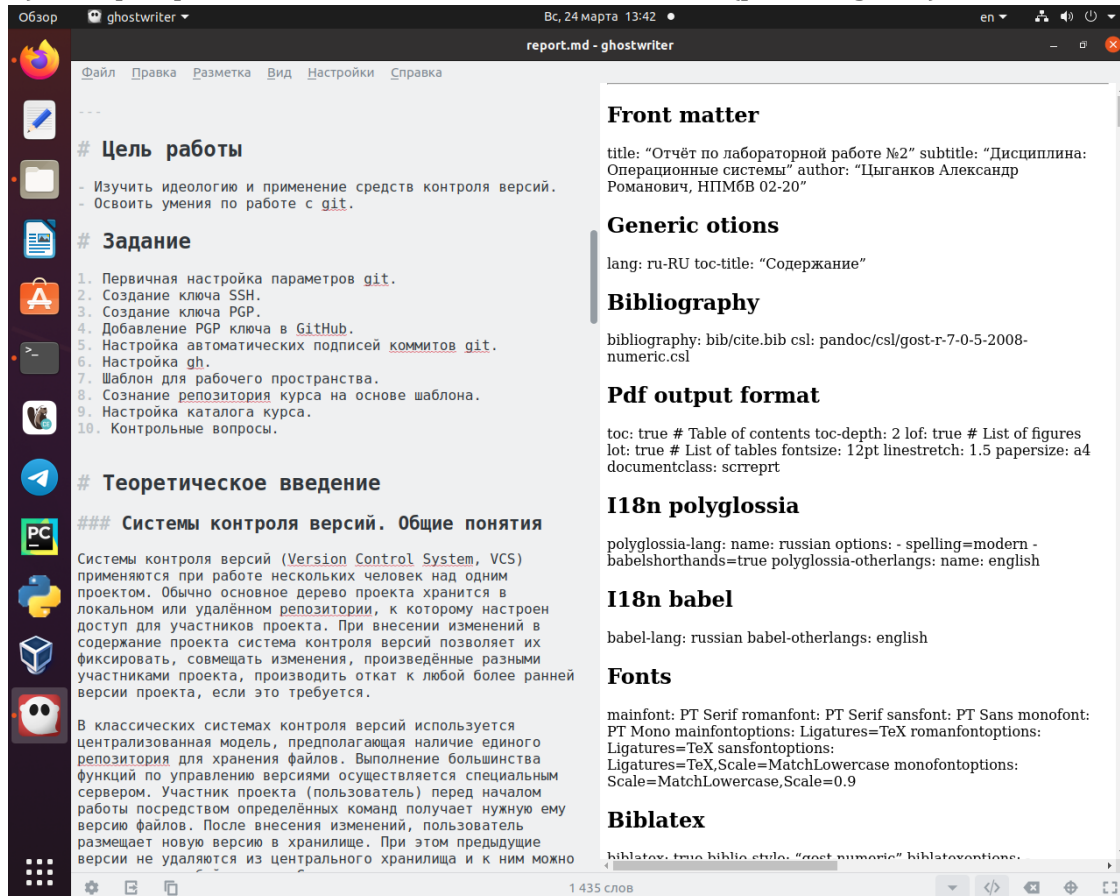 Обзор
ghostwriter
Вс, 24 марта 13:42
en
report.md - ghostwriter
Файл Правка Разметка Вид Настройки Справка
---
# Цель работы
- Изучить идеологию и применение средств контроля версий.
- Освоить умения по работе с git.
# Задание
1. Первичная настройка параметров git.
2. Создание ключа SSH.
3. Создание ключа PGP.
4. Добавление PGP ключа в GitHub.
5. Настройка автоматических подписей коммитов git.
6. Настройка gh.
7. Шаблон для рабочего пространства.
8. Сознание репозитория курса на основе шаблона.
9. Настройка каталога курса.
10. Контрольные вопросы.
# Теоретическое введение
### Системы контроля версий. Общие понятия
Системы контроля версий (Version Control System, VCS)
применяются при работе нескольких человек над одним
проектом. Обычно основное дерево проекта хранится в
локальном или удалённом репозитории, к которому настроен
доступ для участников проекта. При внесении изменений в
содержание проекта система контроля версий позволяет их
фиксировать, совмещать изменения, произведённые разными
участниками проекта, производить откат к любой более ранней
версии проекта, если это требуется.
В классических системах контроля версий используется
централизованная модель, предполагающая наличие единого
репозитория для хранения файлов. Выполнение большинства
функций по управлению версиями осуществляется специальным
сервером. Участник проекта (пользователь) перед началом
работы посредством определённых команд получает нужную ему
версию файлов. После внесения изменений, пользователь
размещает новую версию в хранилище. При этом предыдущие
версии не удаляются из центрального хранилища и к ним можно
Front matter
title: “Отчёт по лабораторной работе №2” subtitle: “Дисциплина:
Операционные системы” author: “Цыганков Александр
Романович, НПМбВ 02-20”
Generic otions
lang: ru-RU toc-title: “Содержание”
Bibliography
bibliography: bib/cite.bib csl: pandoc/csl/gost-r-7-0-5-2008-
numeric.csl
Pdf output format
toc: true # Table of contents toc-depth: 2 lof: true # List of figures
lot: true # List of tables fontsize: 12pt linestretch: 1.5 papersize: a4
documentclass: scrreprt
I18n polyglossia
polyglossia-lang: name: russian options: - spelling=modern -
babelshorthands=true polyglossia-otherlangs: name: english
I18n babel
babel-lang: russian babel-otherlangs: english
Fonts
mainfont: PT Serif romanfont: PT Serif sansfont: PT Sans monofont:
PT Mono mainfontoptions: Ligatures=TeX romanfontoptions:
Ligatures=TeX sansfontoptions:
Ligatures=TeX,Scale=MatchLowercase monofontoptions:
Scale=MatchLowercase,Scale=0.9
Biblatex
biblatex: true biblio-style: “gost-numeric” biblatexoptions: -
PC
1 435 слов